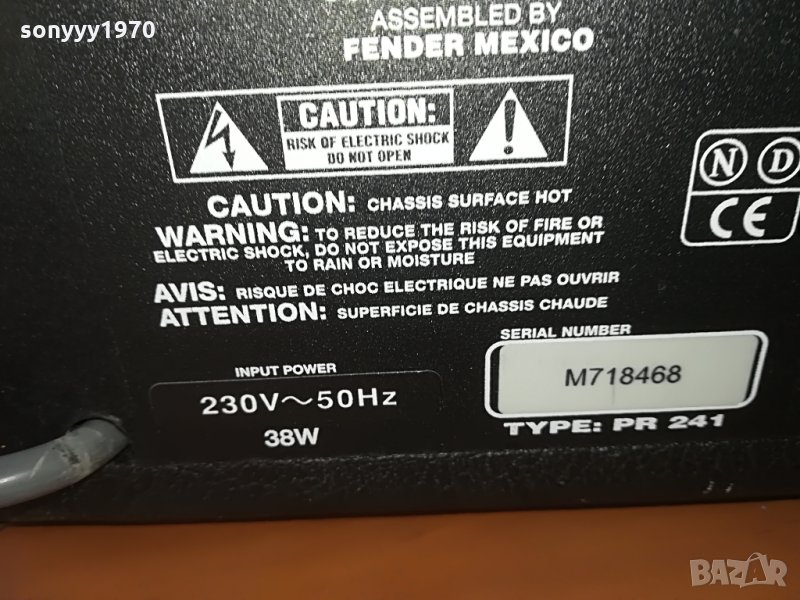 sonyyy1970
ASSEMBLED BY
FENDER MEXICO
CAUTION:
RISK OF ELECTRIC SHOCK
DO NOT OPEN
CAUTION: CHASSIS SURFACE HOT
WARNING: TO REDUCE THE RISK OF FIRE OR
ELECTRIC SHOCK, DO NOT EXPOSE THIS EQUIPMENT
TO RAIN OR MOISTURE
AVIS: RISQUE DE CHOC ELECTRIQUE NE PAS OUVRIR
ATTENTION: SUPERFICIE DE CHASSIS CHAUDE
N D
CE
INPUT POWER
230V~50Hz
38W
SERIAL NUMBER
M718468
TYPE: PR 241
BAZAR